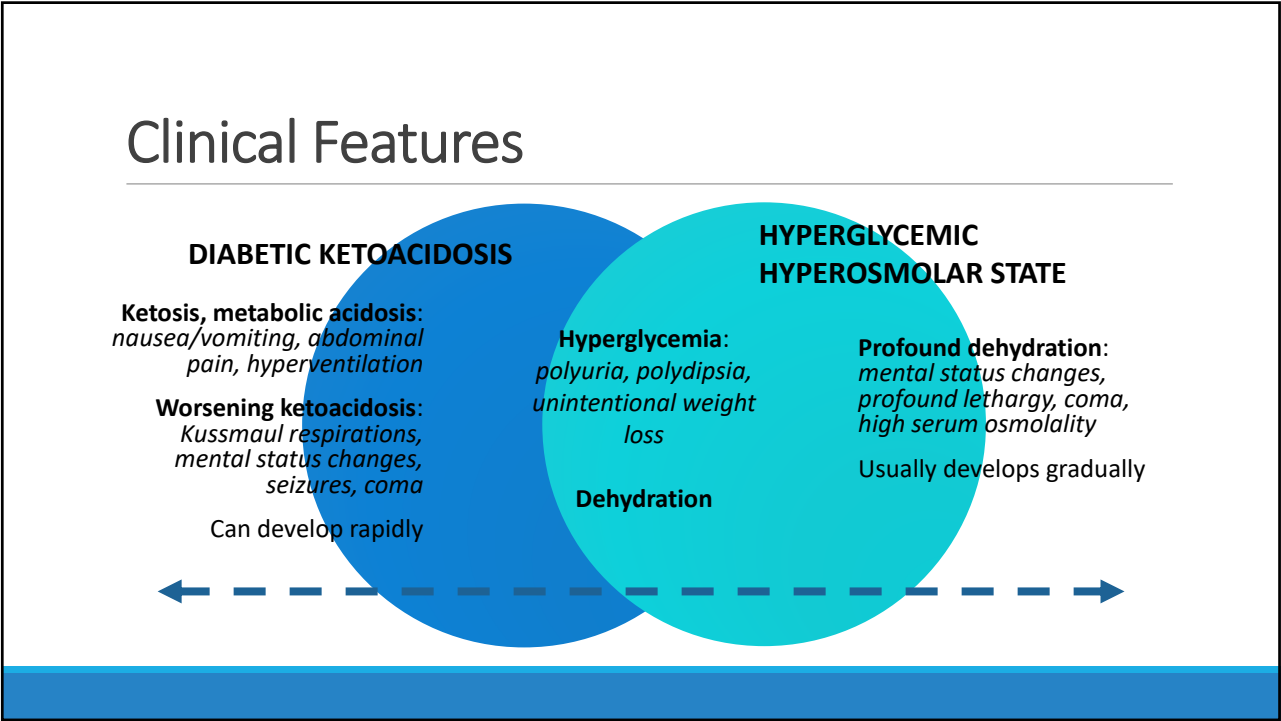 Clinical Features
DIABETIC KETOACIDOSIS
Ketosis, metabolic acidosis:
nausea/vomiting, abdominal
pain, hyperventilation
Worsening ketoacidosis:
Kussmaul respirations,
mental status changes,
seizures, coma
Can develop rapidly
Hyperglycemia:
polyuria, polydipsia,
unintentional weight
loss
Dehydration
HYPERGLYCEMIC
HYPEROSMOLAR STATE
Profound dehydration:
mental status changes,
profound lethargy, coma,
high serum osmolality
Usually develops gradually